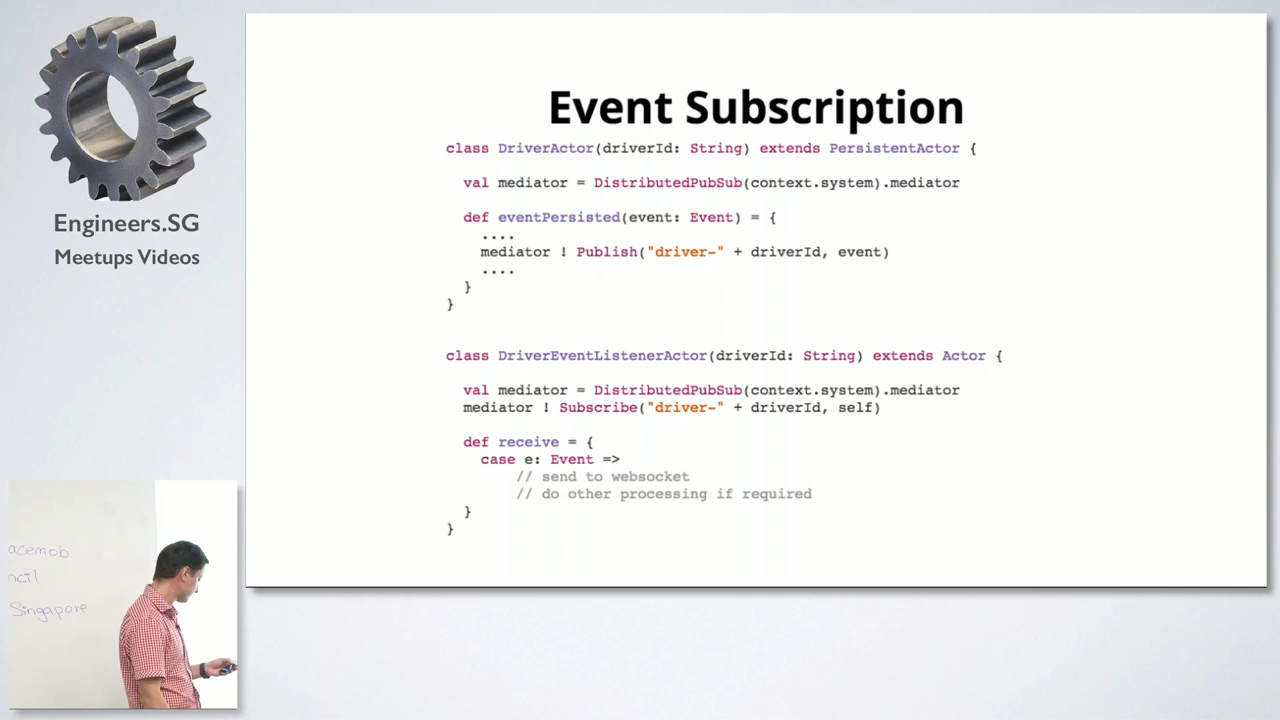 Engineers.SG
Meetups Videos
acemob
ncil
Singapore
Event Subscription
class DriverActor(driverId: String) extends PersistentActor {
val mediator = DistributedPubSub(context.system).mediator
def eventPersisted(event: Event) = {
....
mediator ! Publish("driver-" + driverId, event)
....
}
}
class DriverEventListenerActor(driverId: String) extends Actor {
val mediator = DistributedPubSub(context.system).mediator
mediator ! Subscribe("driver-" + driverId, self)
def receive = {
case e: Event =>
// send to websocket
// do other processing if required
}
}